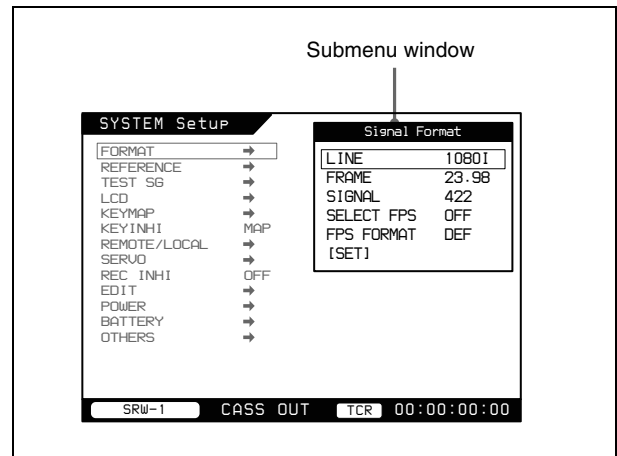 Submenu window
SYSTEM Setup
FORMAT ➔
REFERENCE ➔
TEST SG ➔
LCD ➔
KEYMAP ➔
KEYINHI MAP
REMOTE/LOCAL ➔
SERVO ➔
REC INHI OFF
EDIT ➔
POWER ➔
BATTERY ➔
OTHERS ➔
Signal Format
LINE 1080I
FRAME 23.98
SIGNAL 422
SELECT FPS OFF
FPS FORMAT DEF
[SET]
SRW-1 CASS OUT TCR 00:00:00:00